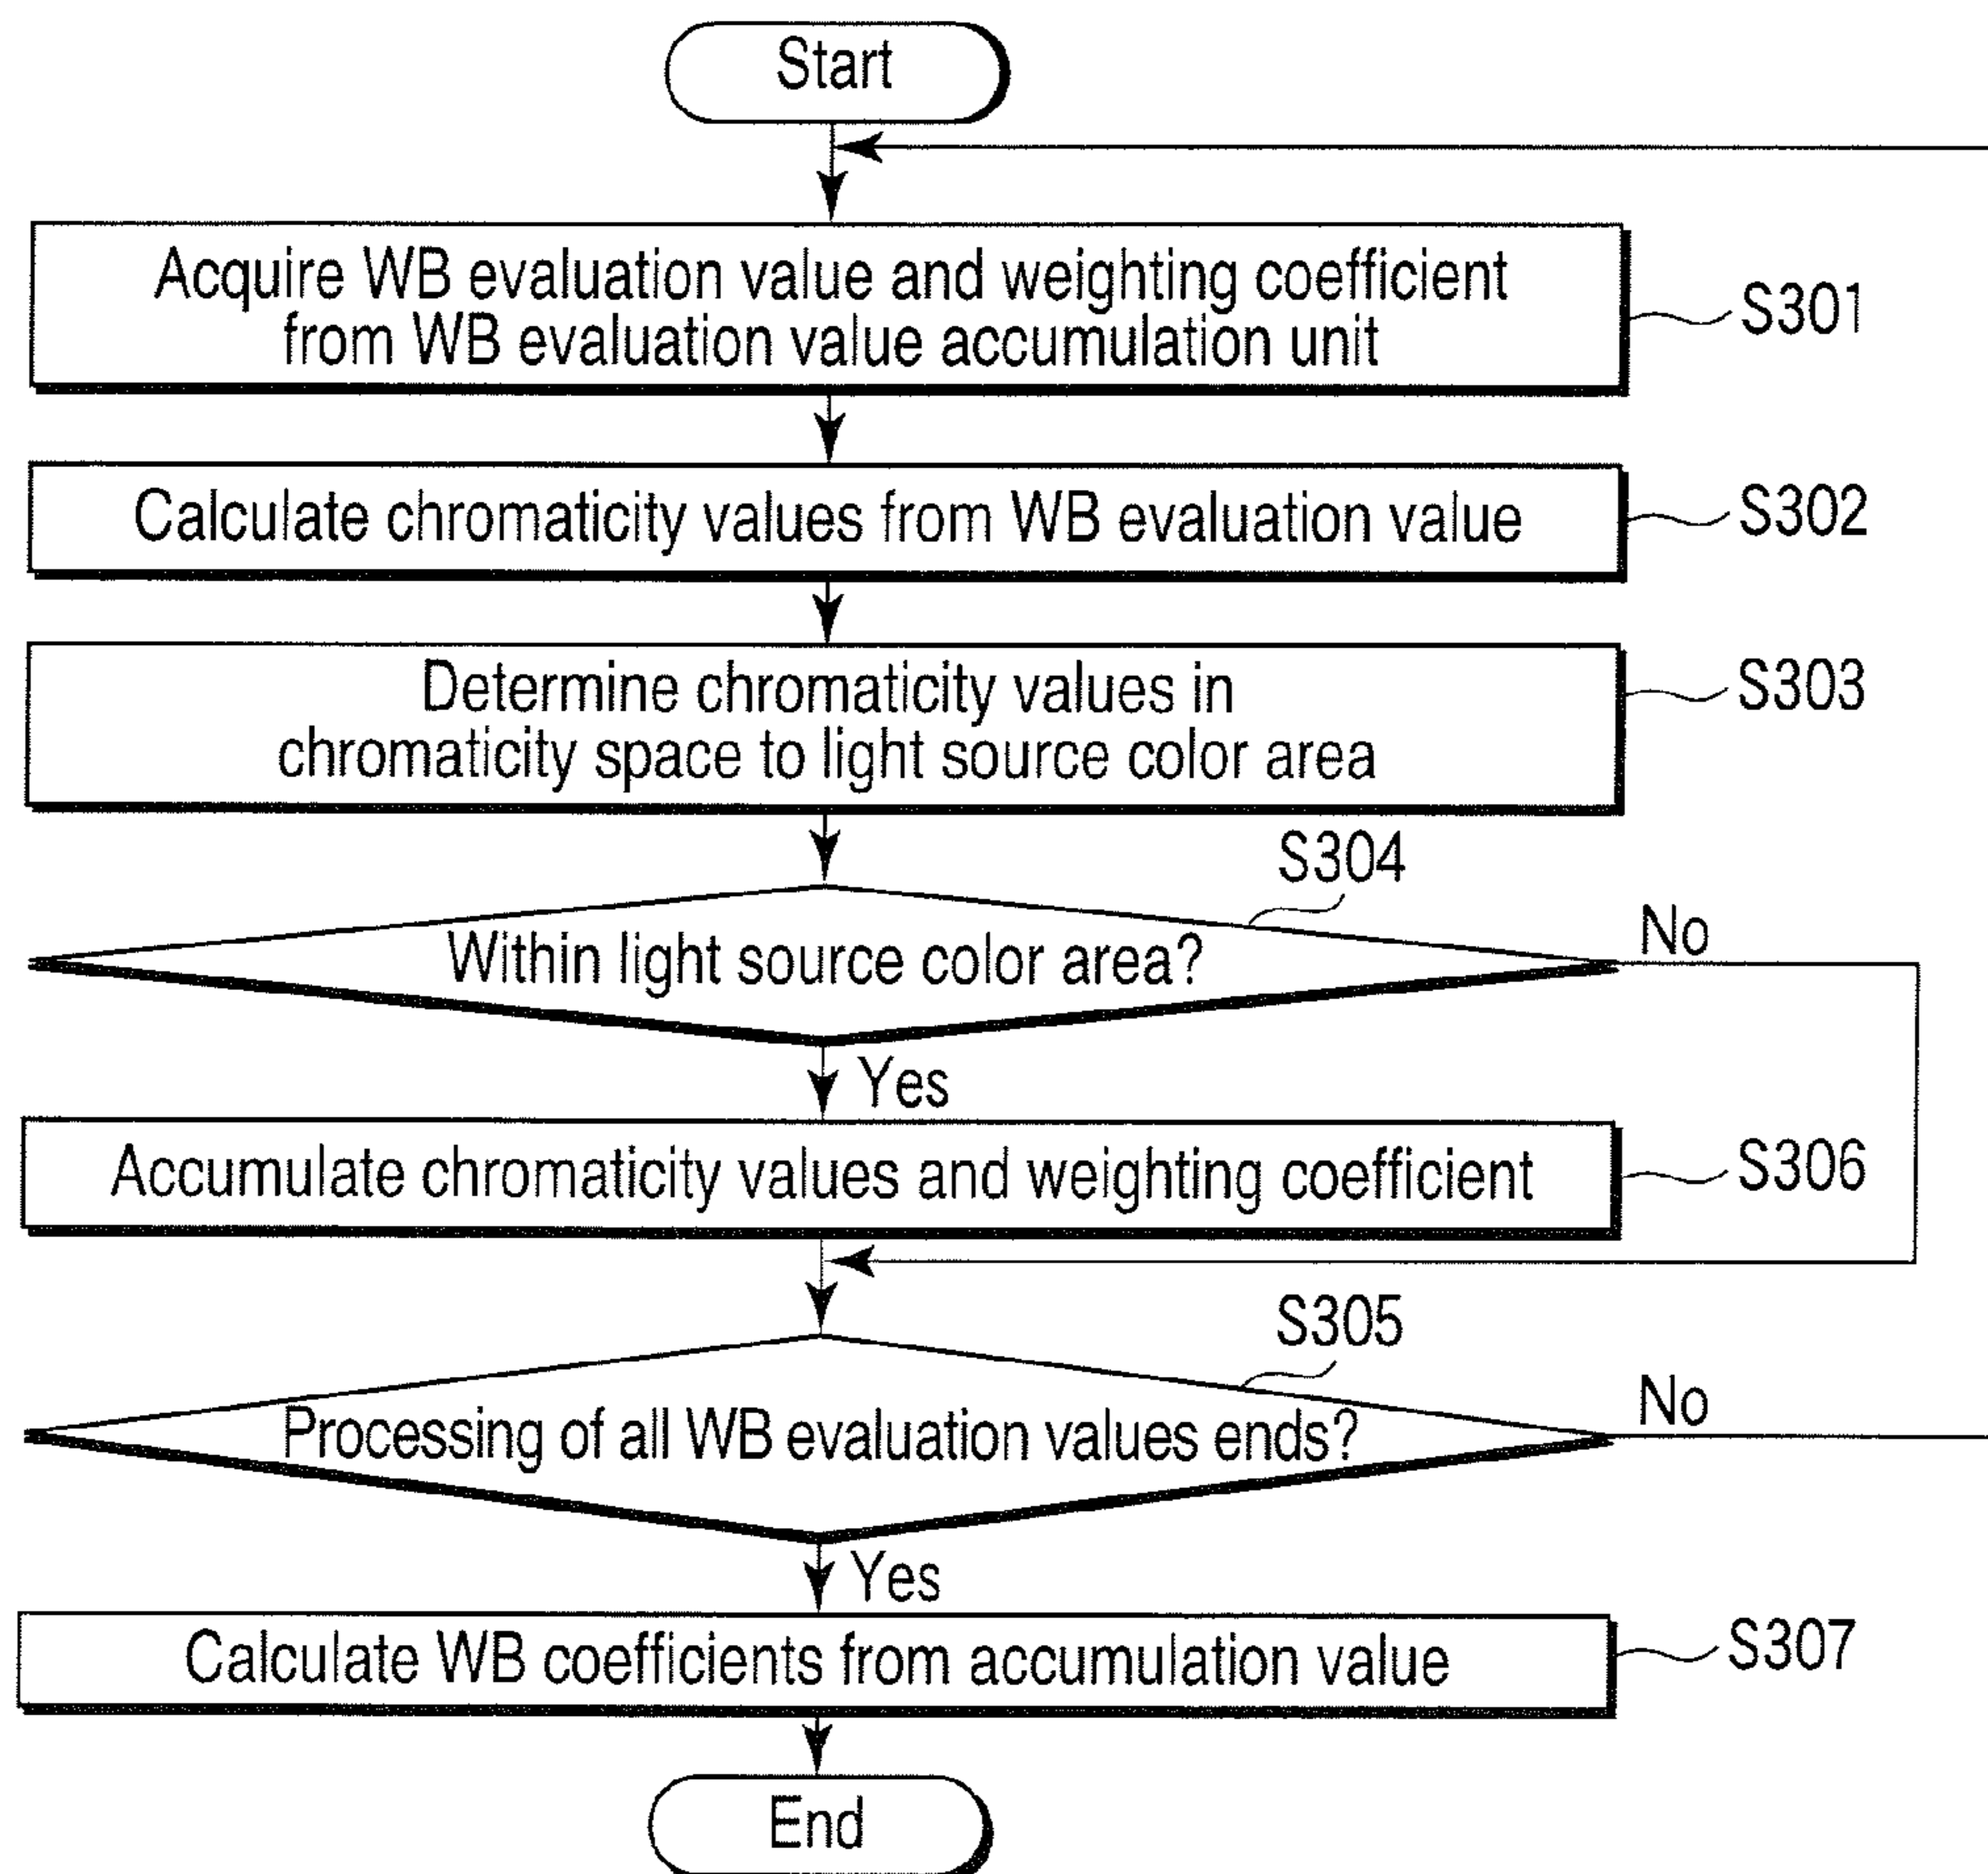 Start
Acquire WB evaluation value and weighting coefficient
from WB evaluation value accumulation unit
S301
Calculate chromaticity values from WB evaluation value
S302
Determine chromaticity values in
chromaticity space to light source color area
S303
S304
Within light source color area?
No
Yes
Accumulate chromaticity values and weighting coefficient
S306
S305
Processing of all WB evaluation values ends?
No
Yes
Calculate WB coefficients from accumulation value
S307
End